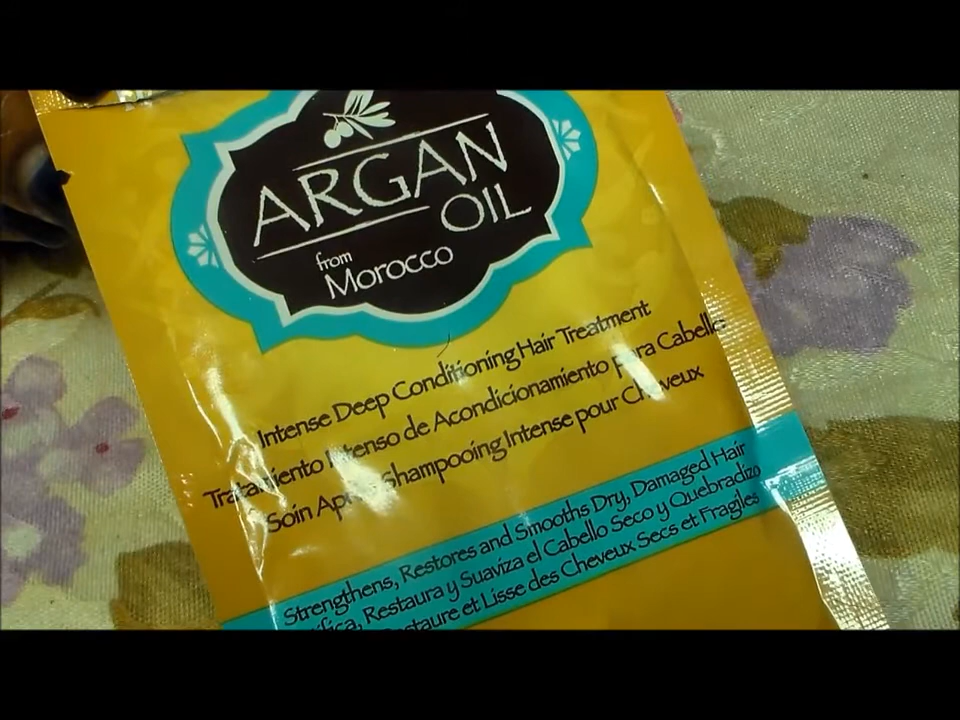 ARGAN
OIL
from
Morocco
Intense Deep Conditioning Hair Treatment
Tratamiento Intenso de Acondicionamiento para Cabello
Soin Après Shampooing Intense pour Cheveux
Strengthens, Restores and Smooths Dry, Damaged Hair
Restaura y Suaviza el Cabello Seco y Quebradizo
et Lisse des Cheveux Secs et Fragiles